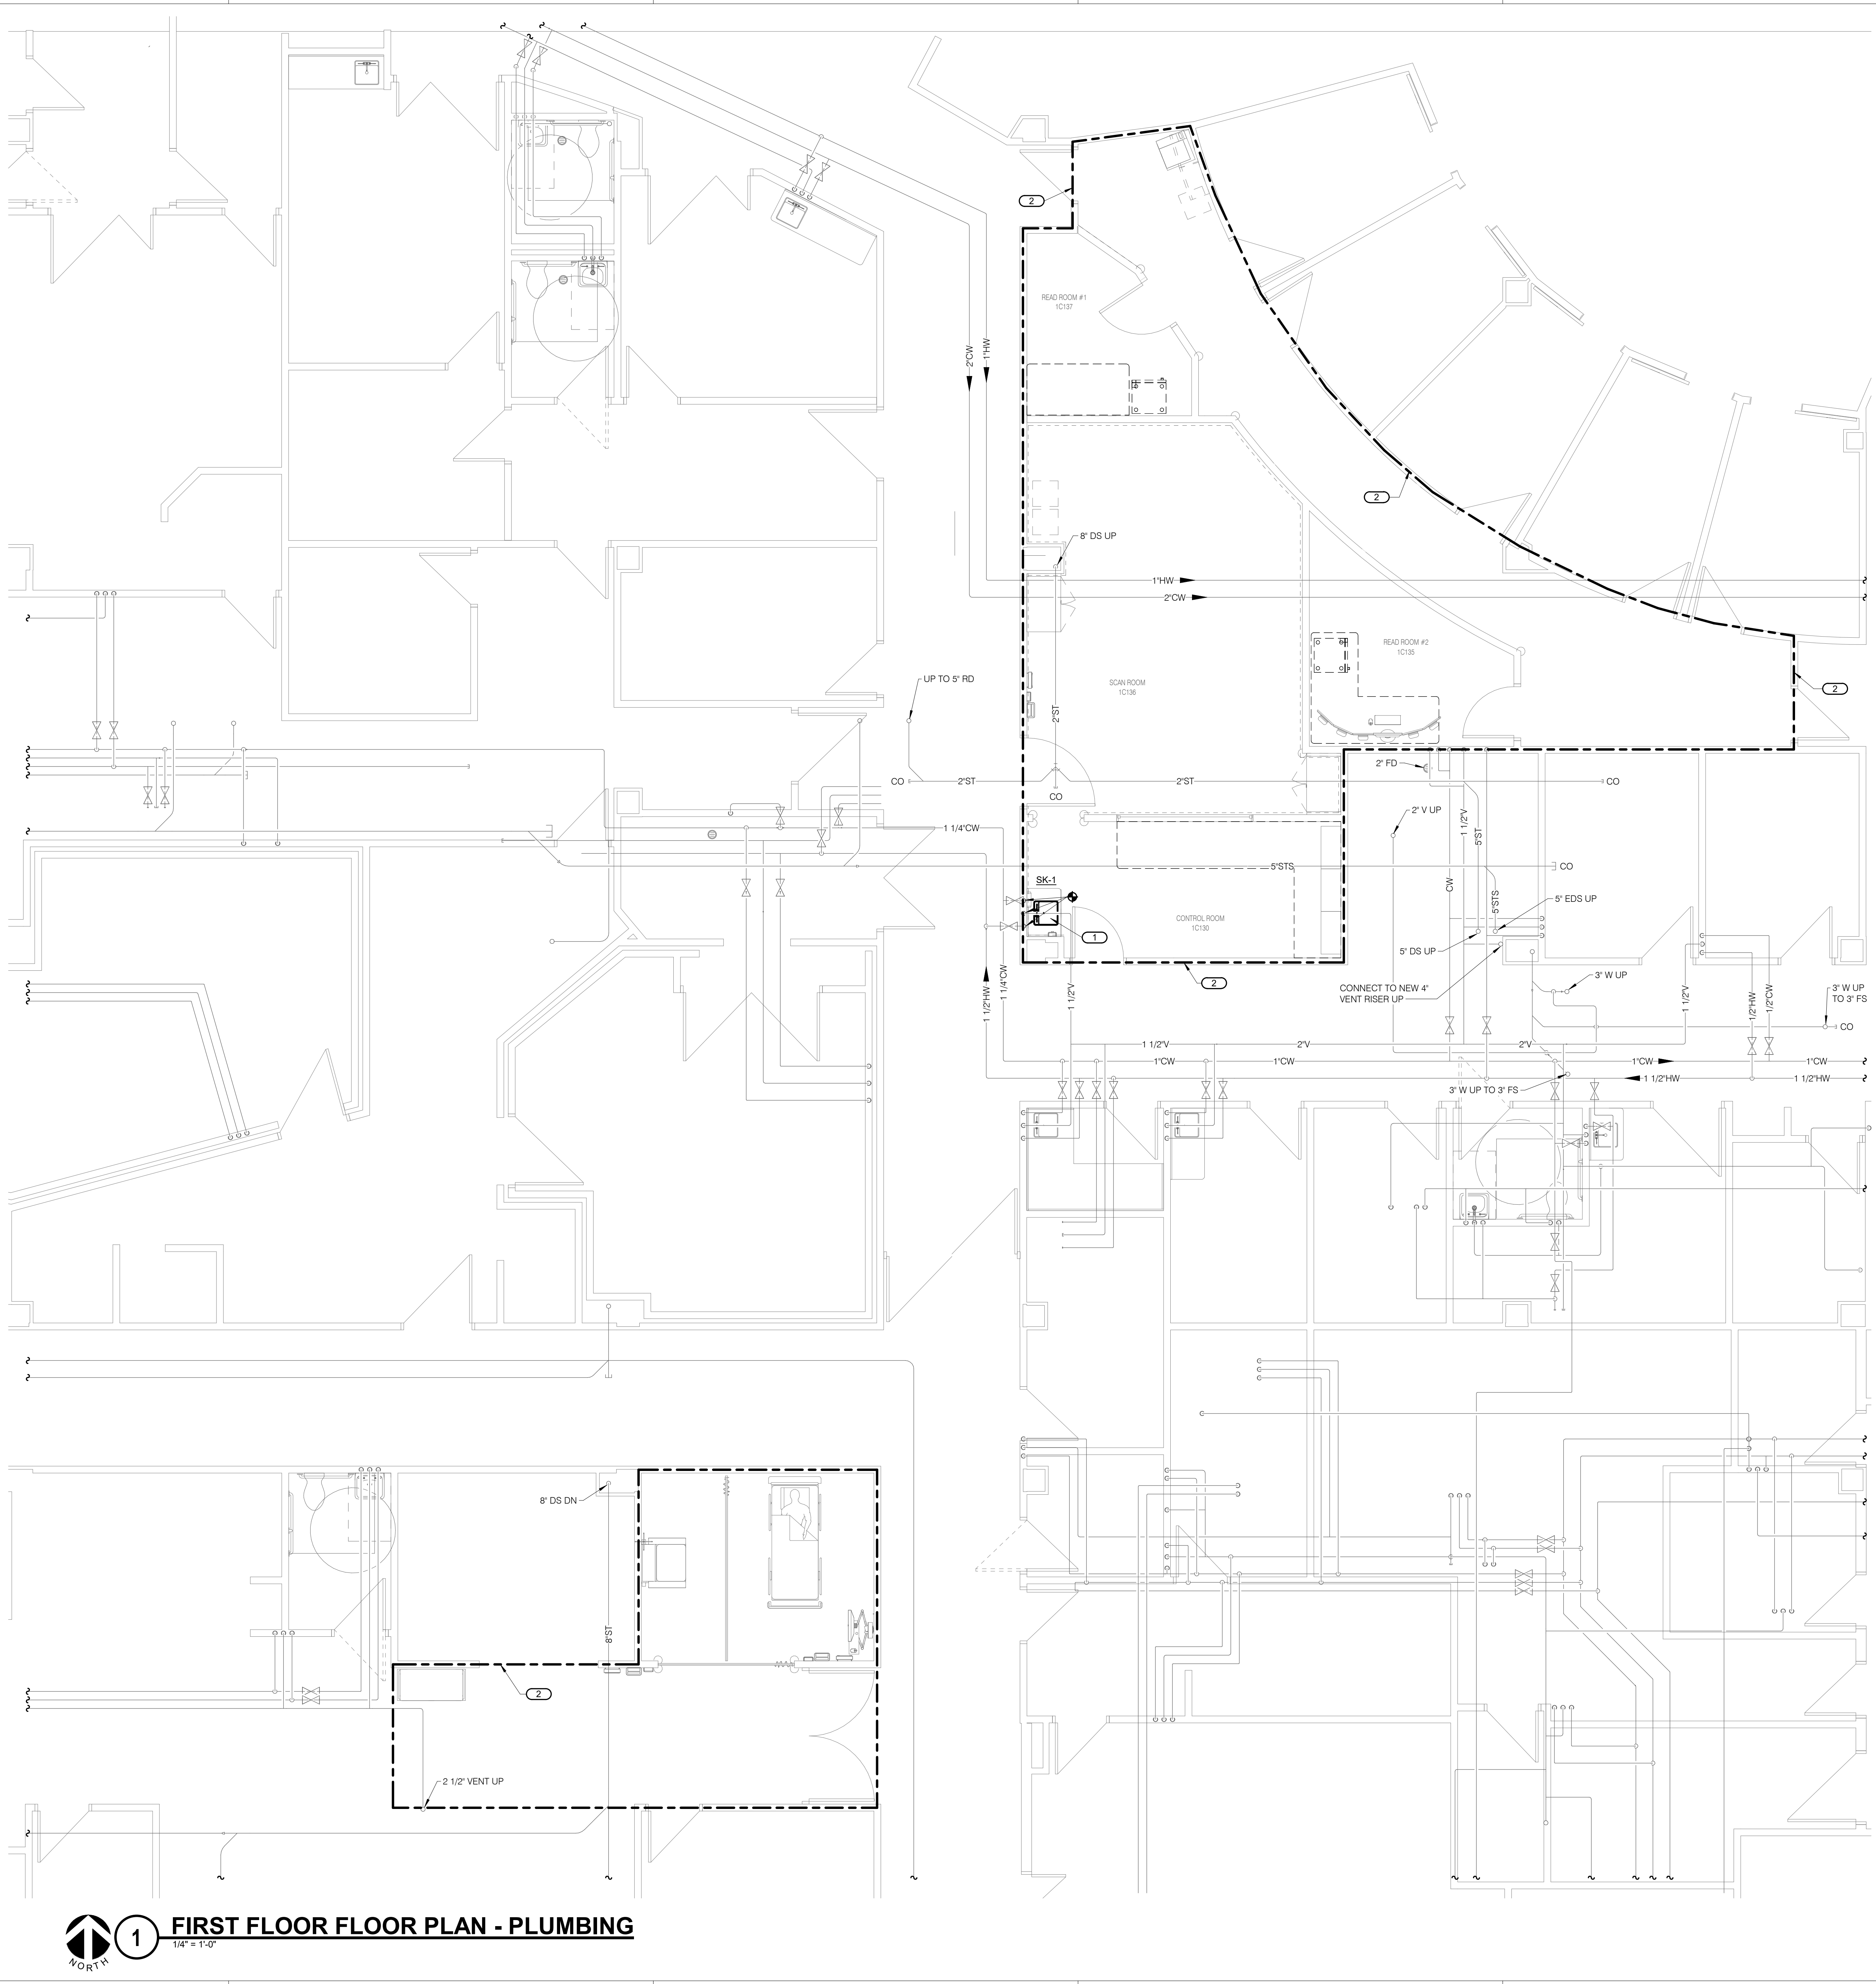 2
READ ROOM #1
1C137
2"CW
1"HW
2
8" DS UP
1"HW
2"CW
READ ROOM #2
1C135
UP TO 5" RD
SCAN ROOM
1C136
2
2"ST
2" FD
CO
2"ST
2"ST
CO
CO
2" V UP
1 1/2"V
5"ST
1 1/4"CW
5"STS
CO
SK-1
CW
5"STS
5" EDS UP
CONTROL ROOM
1C130
1
5" DS UP
2
3" W UP
CONNECT TO NEW 4"
VENT RISER UP
3" W UP
TO 3" FS
1 1/2"HW
1 1/4"CW
1 1/2"V
1 1/2"V
1/2"HW
1/2"CW
CO
1 1/2"V
2"V
2"V
1"CW
1"CW
1"CW
1"CW
1 1/2"HW
1 1/2"HW
3" W UP TO 3" FS
8" DS DN
8"ST
2
2 1/2" VENT UP
NORTH
1
FIRST FLOOR FLOOR PLAN - PLUMBING
1/4" = 1'-0"